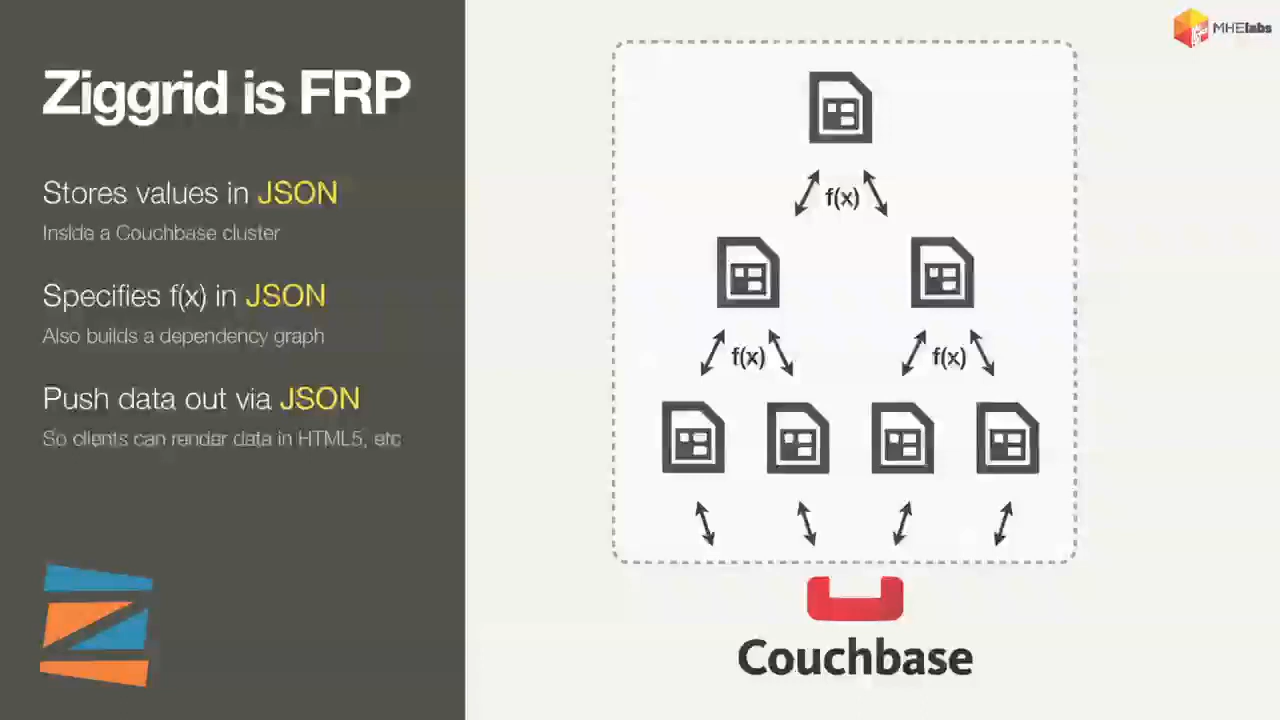 Ziggrid is FRP
Stores values in JSON
Inside a Couchbase cluster
Specifies f(x) in JSON
Also builds a dependency graph
Push data out via JSON
So clients can render data in HTML5, etc
MHElabs
f(x)
f(x)
f(x)
Couchbase